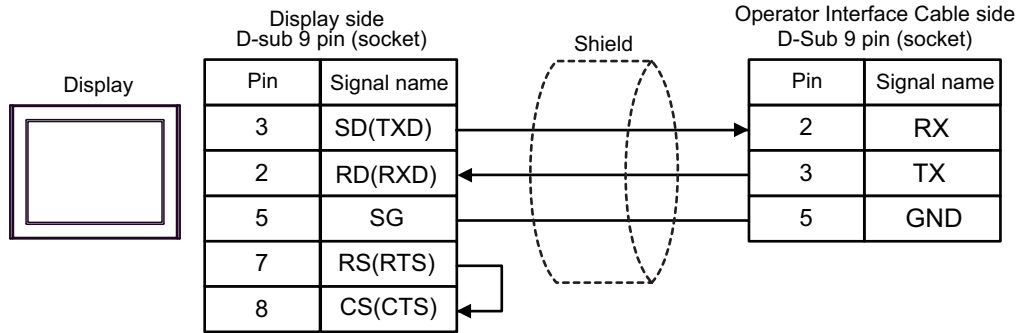 Display side
D-sub 9 pin (socket)
Operator Interface Cable side
D-Sub 9 pin (socket)
Shield
Display
Pin Signal name
Pin Signal name
3 SD(TXD)
2 RX
2 RD(RXD)
3 TX
5 SG
5 GND
7 RS(RTS)
8 CS(CTS)